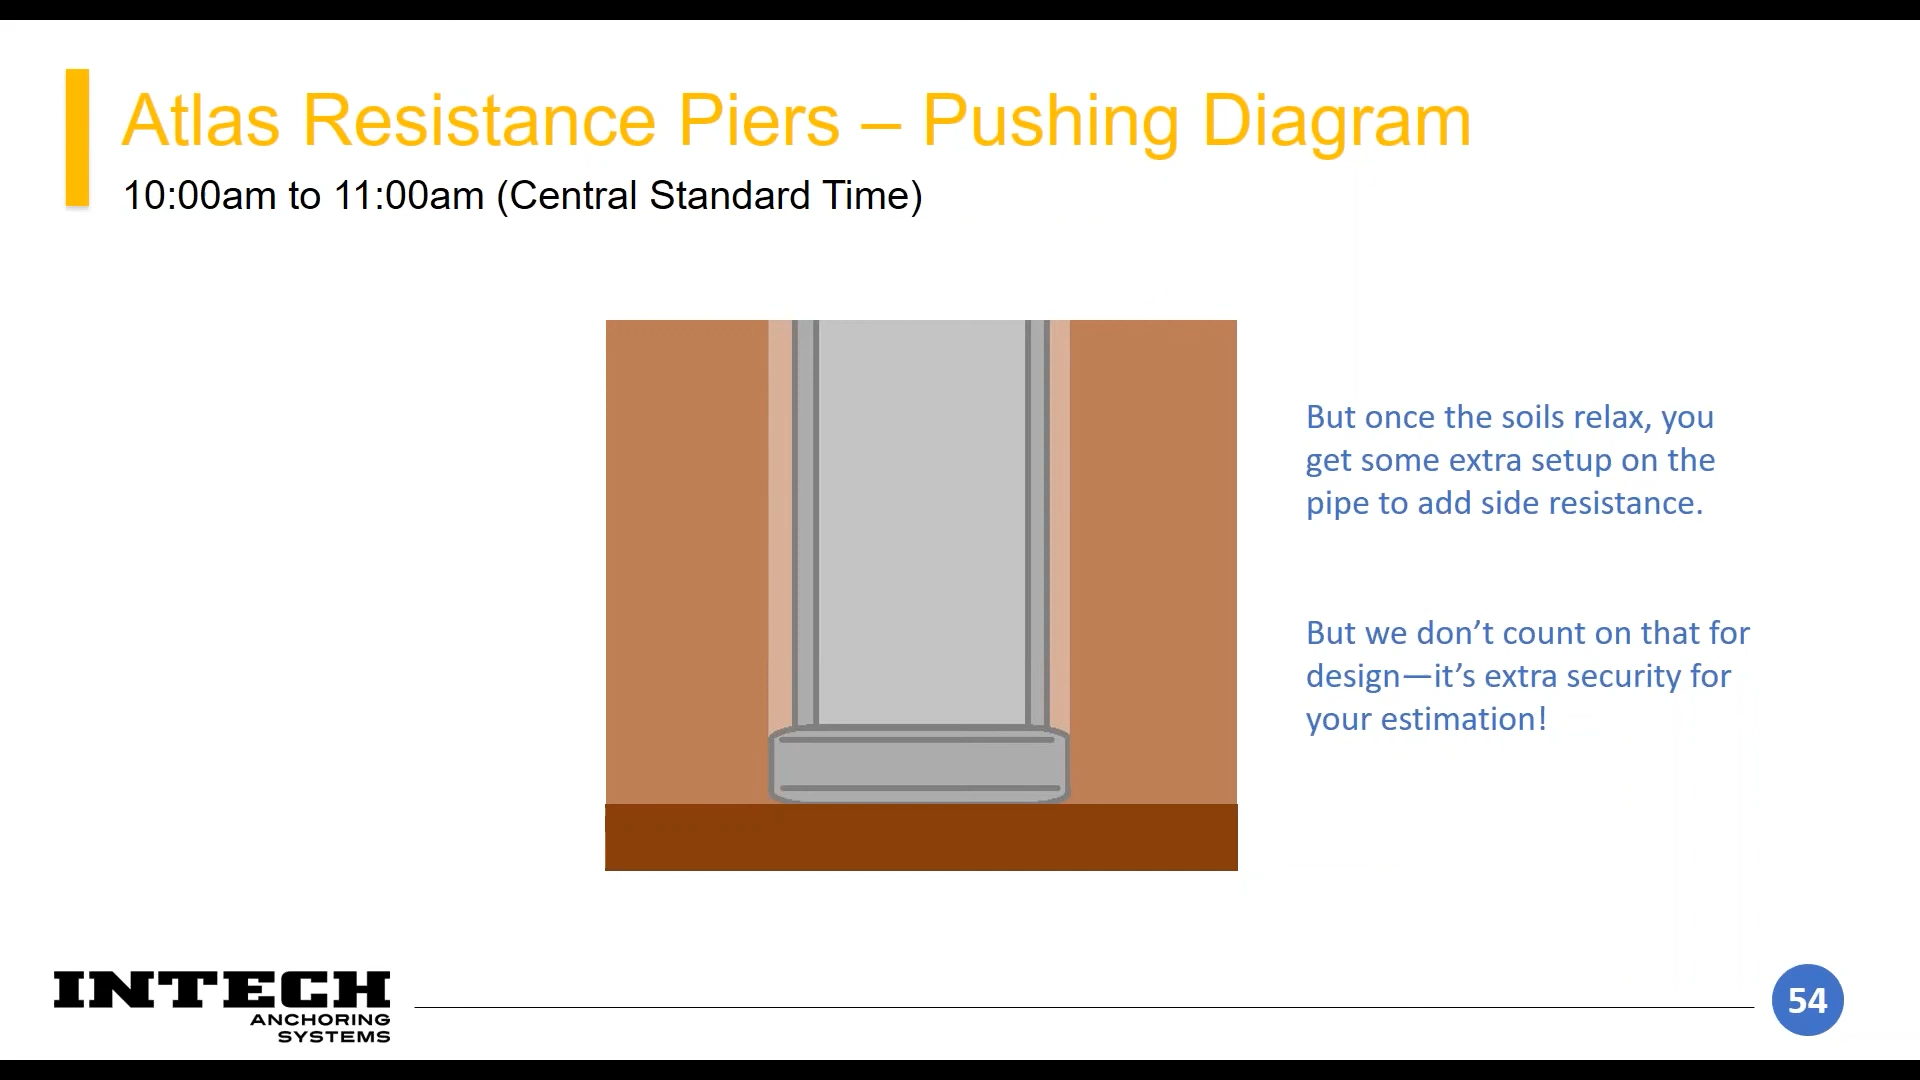 Atlas Resistance Piers – Pushing Diagram
10:00am to 11:00am (Central Standard Time)
But once the soils relax, you
get some extra setup on the
pipe to add side resistance.
But we don’t count on that for
design—it’s extra security for
your estimation!
INTECH
ANCHORING
SYSTEMS
54